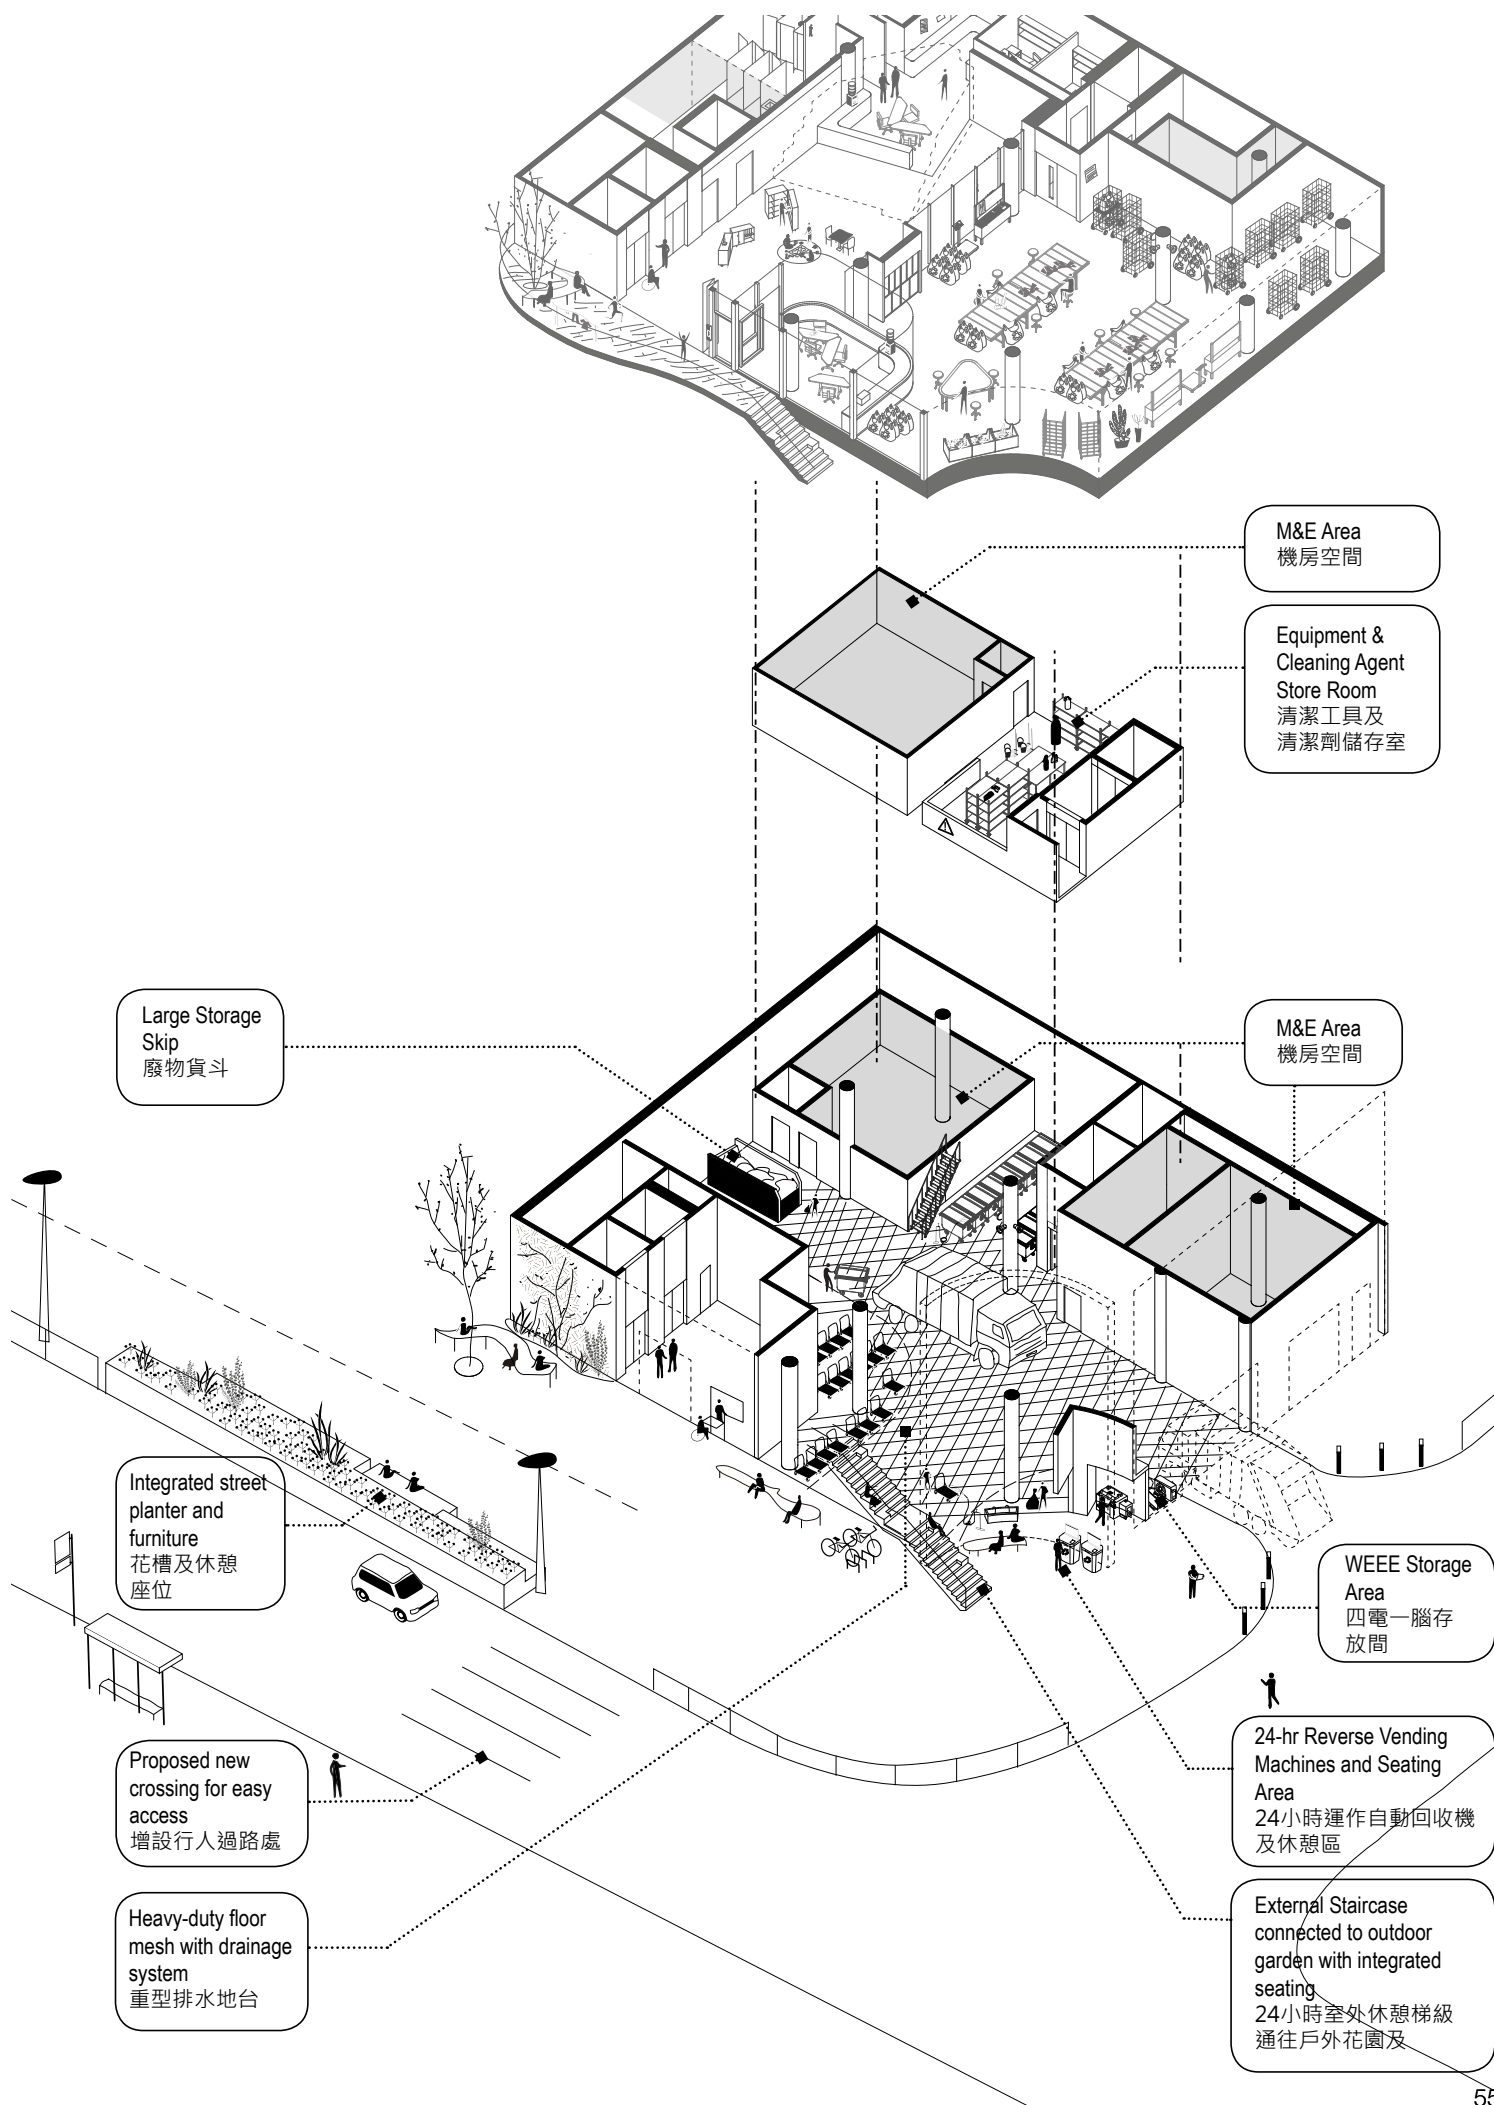 M&E Area
機房空間
Equipment &
Cleaning Agent
Store Room
清潔工具及
清潔劑儲存室
Large Storage
Skip
廢物貨斗
M&E Area
機房空間
Integrated street
planter and
furniture
花槽及休憩
座位
WEEE Storage
Area
四電一腦存
放間
Proposed new
crossing for easy
access
增設行人過路處
24-hr Reverse Vending
Machines and Seating
Area
24小時運作自動回收機
及休憩區
Heavy-duty floor
mesh with drainage
system
重型排水地台
External Staircase
connected to outdoor
garden with integrated
seating
24小時室外休憩梯級
通往戶外花園及
55